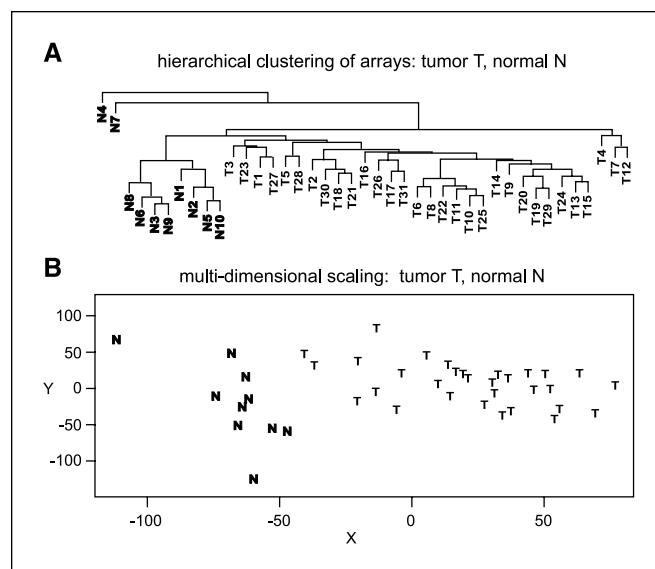 A
hierarchical clustering of arrays: tumor T, normal N
N4
N7
N8
N6
N3
N9
N1
N2
N5
N10
T3
T23
T1
T27
T5
T28
T2
T30
T18
T21
T16
T26
T17
T31
T6
T8
T22
T11
T10
T25
T14
T9
T20
T19
T29
T24
T13
T15
T4
T7
T12
B
multi-dimensional scaling: tumor T, normal N
100
50
Y 0
-50
-100
N N N N N N N N N N
T T T T T T T T T T T T T T T T T T T T T T T T T T T T T T T
-100 -50 0 50
X